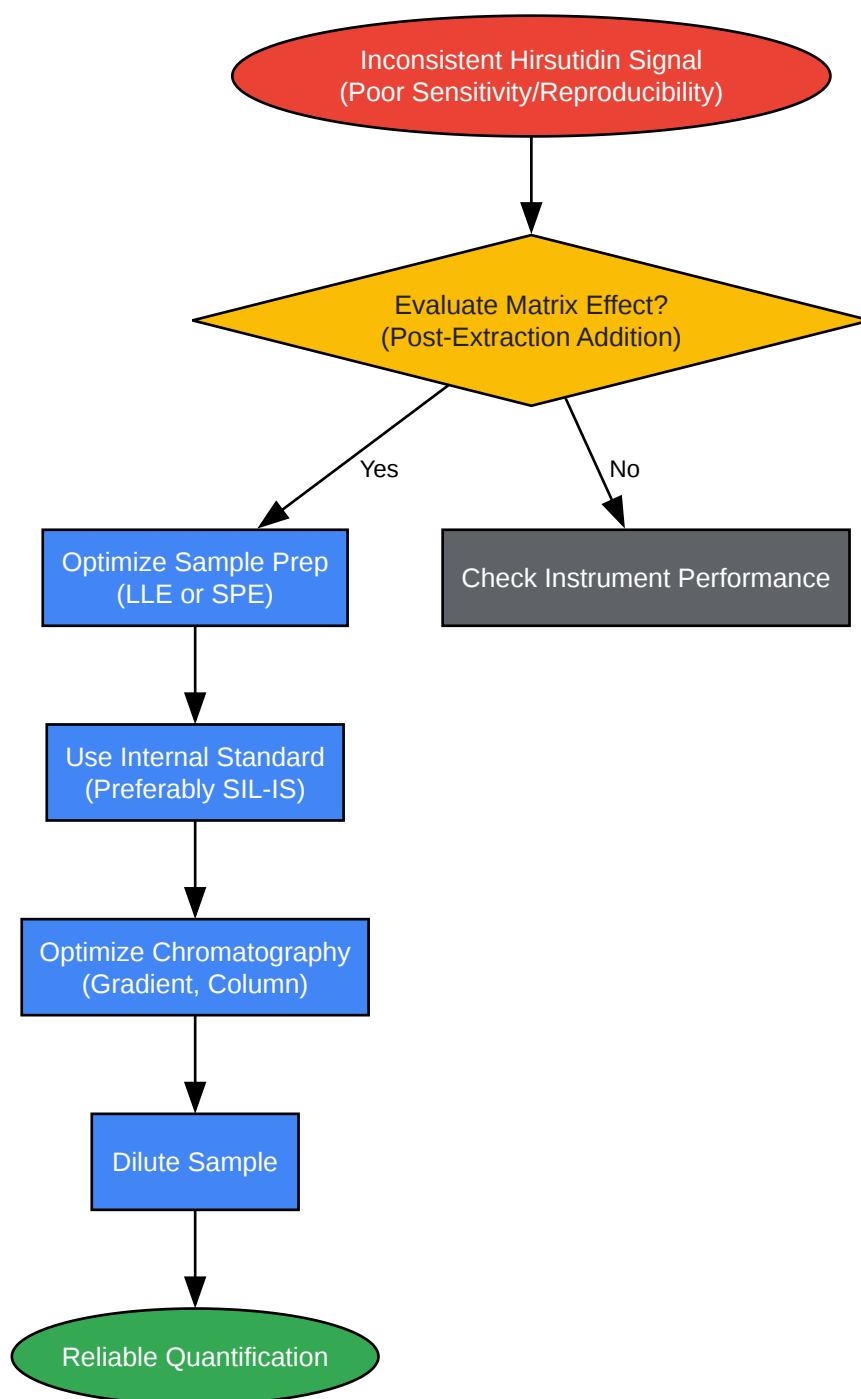 Inconsistent Hirsutidin Signal
(Poor Sensitivity/Reproducibility)
Evaluate Matrix Effect?
(Post-Extraction Addition)
Yes
No
Optimize Sample Prep
(LLE or SPE)
Check Instrument Performance
Use Internal Standard
(Preferably SIL-IS)
Optimize Chromatography
(Gradient, Column)
Dilute Sample
Reliable Quantification